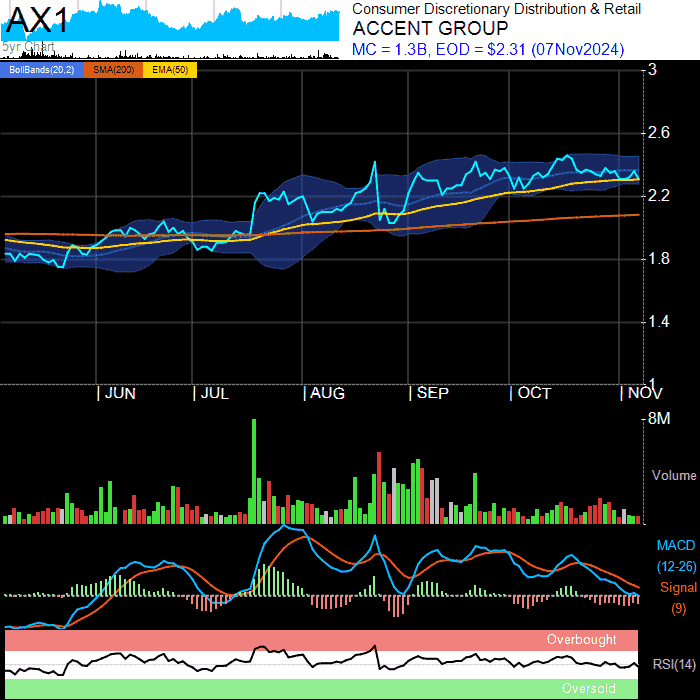 AX1
5yr Chart
Consumer Discretionary Distribution & Retail
ACCENT GROUP
MC = 1.3B, EOD = $2.31 (07Nov2024)
BollBands(20,2) SMA(200) EMA(50)
3
2.6
2.2
1.8
1.4
1
JUN JUL AUG SEP OCT NOV
8M
Volume
MACD
(12-26)
Signal
(9)
Overbought
RSI(14)
Oversold